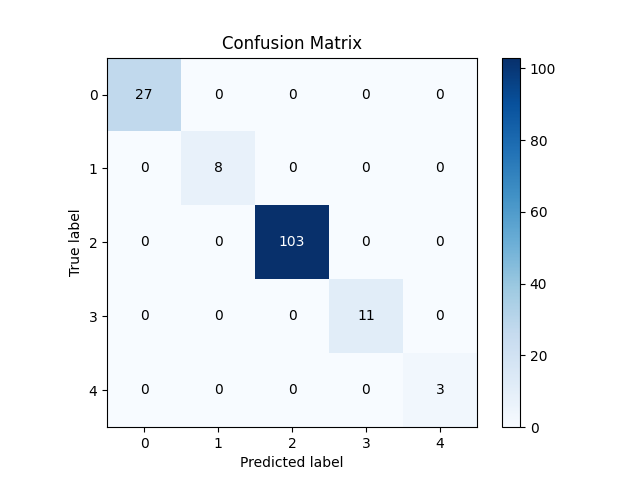 Confusion Matrix
0 27 0 0 0 0
1 0 8 0 0 0
2 0 0 103 0 0
3 0 0 0 11 0
4 0 0 0 0 3
0 1 2 3 4
Predicted label
True label
100
80
60
40
20
0